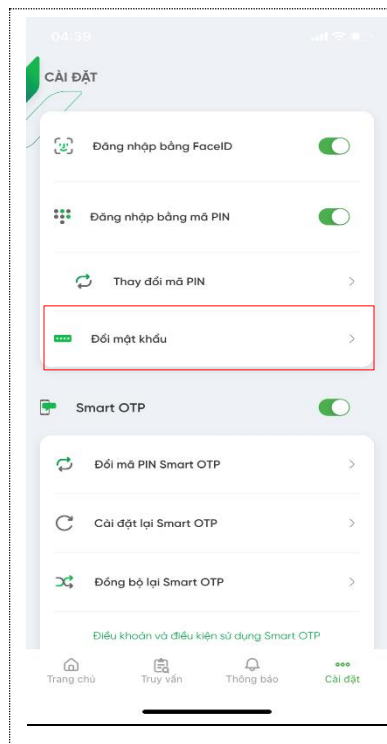 04:39
CÀI ĐẶT
Đăng nhập bằng FaceID
Đăng nhập bằng mã PIN
Thay đổi mã PIN
Đổi mật khẩu
Smart OTP
Đổi mã PIN Smart OTP
Cài đặt lại Smart OTP
Đồng bộ lại Smart OTP
Điều khoản và điều kiện sử dụng Smart OTP
Trang chủ Truy vấn Thông báo Cài đặt